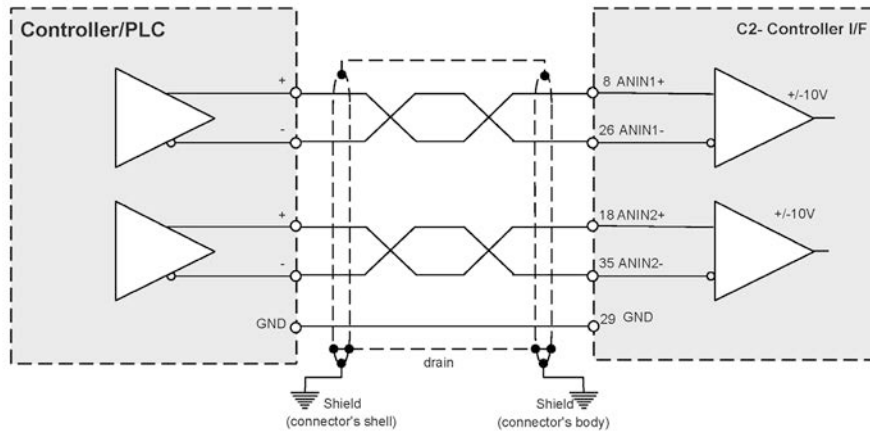 Controller/PLC
C2- Controller I/F
+ 8 ANIN1+ +/-10V
- 26 ANIN1-
+ 18 ANIN2+ +/-10V
- 35 ANIN2-
GND 29 GND
drain
Shield Shield
(connector's shell) (connector's body)